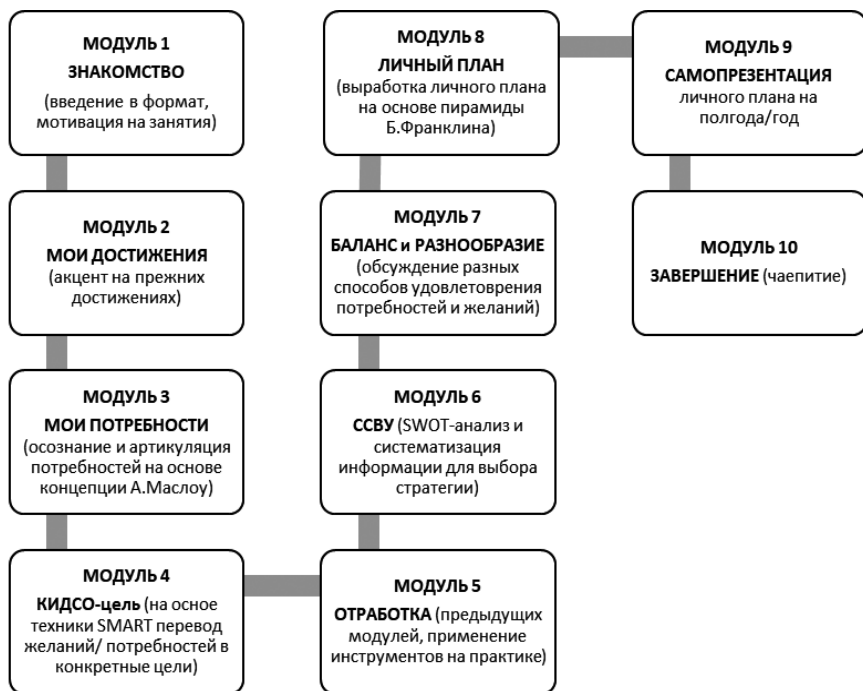 МОДУЛЬ 1
ЗНАКОМСТВО
(введение в формат,
мотивация на занятия)
МОДУЛЬ 2
МОИ ДОСТИЖЕНИЯ
(акцент на прежних
достижениях)
МОДУЛЬ 3
МОИ ПОТРЕБНОСТИ
(осознание и артикуляция
потребностей на основе
концепции А.Маслоу)
МОДУЛЬ 4
КИДСО-цель (на осное
техники SMART перевод
желаний/ потребностей в
конкретные цели)
МОДУЛЬ 5
ОТРАБОТКА (предыдущих
модулей, применение
инструментов на практике)
МОДУЛЬ 6
ССВУ (SWOT-анализ и
систематизация
информации для выбора
стратегии)
МОДУЛЬ 7
БАЛАНС и РАЗНООБРАЗИЕ
(обсуждение разных
способов удовлетоврения
потребностей и желаний)
МОДУЛЬ 8
ЛИЧНЫЙ ПЛАН
(выработка личного плана
на основе пирамиды
Б.Франклина)
МОДУЛЬ 9
САМОПРЕЗЕНТАЦИЯ
личного плана на
полгода/год
МОДУЛЬ 10
ЗАВЕРШЕНИЕ (чаепитие)